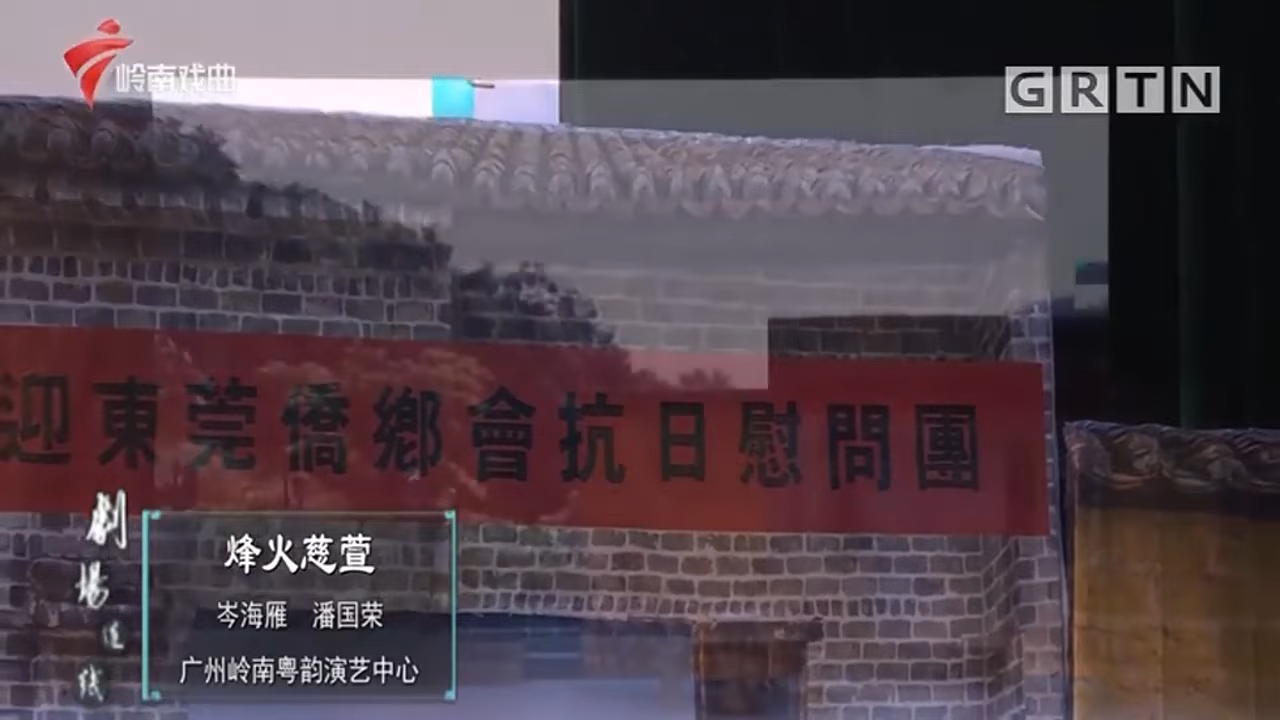 岭南戏曲
GRTN
迎東莞僑鄉會抗日慰問團
劇場連线
烽火慈萱
岑海雁 潘国荣
广州岭南粤韵演艺中心